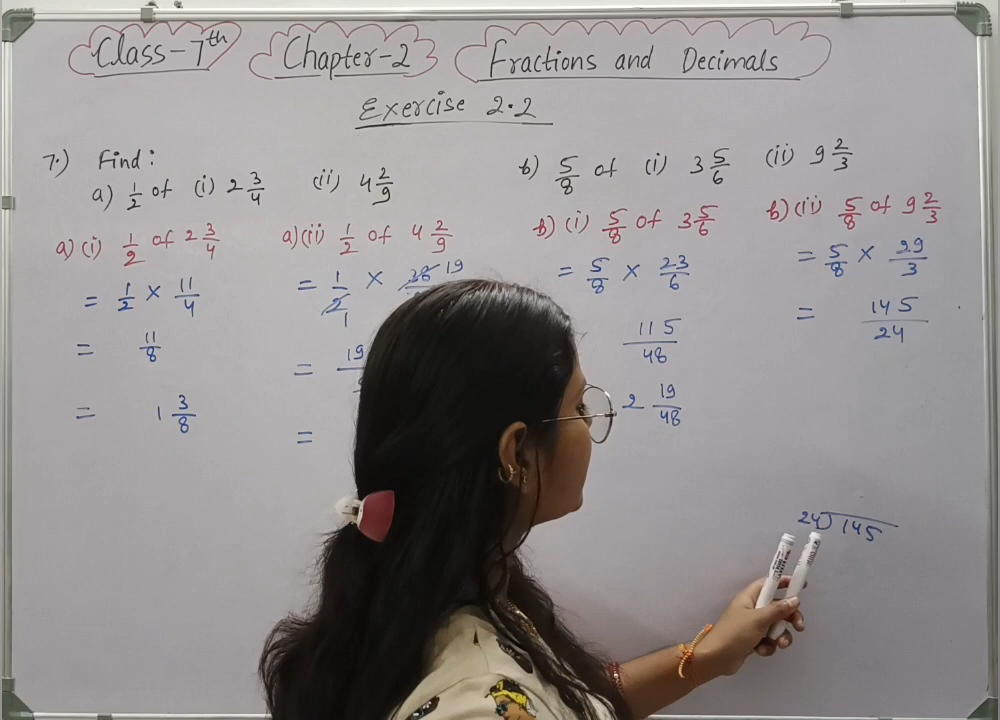 Class-7th Chapter-2 Fractions and Decimals
Exercise 2.2
7.) Find:
a) 1/2 of (i) 2 3/4 (ii) 4 2/9
b) 5/8 of (i) 3 5/6 (ii) 9 2/3
a) (i) 1/2 of 2 3/4
= 1/2 × 11/4
= 11/8
= 1 3/8
a) (ii) 1/2 of 4 2/9
= 1/2 × 38 19
1
= 19
=
b) (i) 5/8 of 3 5/6
= 5/8 × 23/6
115/48
2 19/48
b) (ii) 5/8 of 9 2/3
= 5/8 × 29/3
= 145/24
24)145